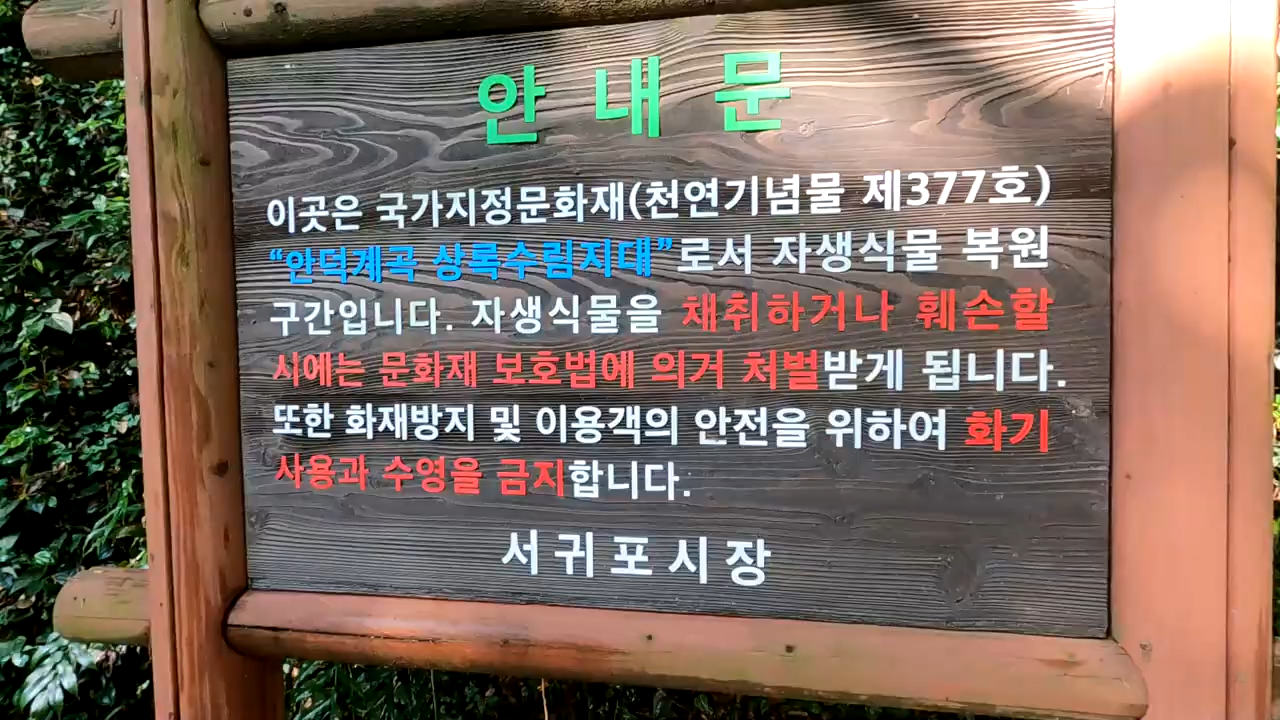 안내문
이곳은 국가지정문화재(천연기념물 제377호)
“안덕계곡 상록수림지대”로서 자생식물 복원
구간입니다. 자생식물을 채취하거나 훼손할
시에는 문화재 보호법에 의거 처벌받게 됩니다.
또한 화재방지 및 이용객의 안전을 위하여 화기
사용과 수영을 금지합니다.
서귀포시장